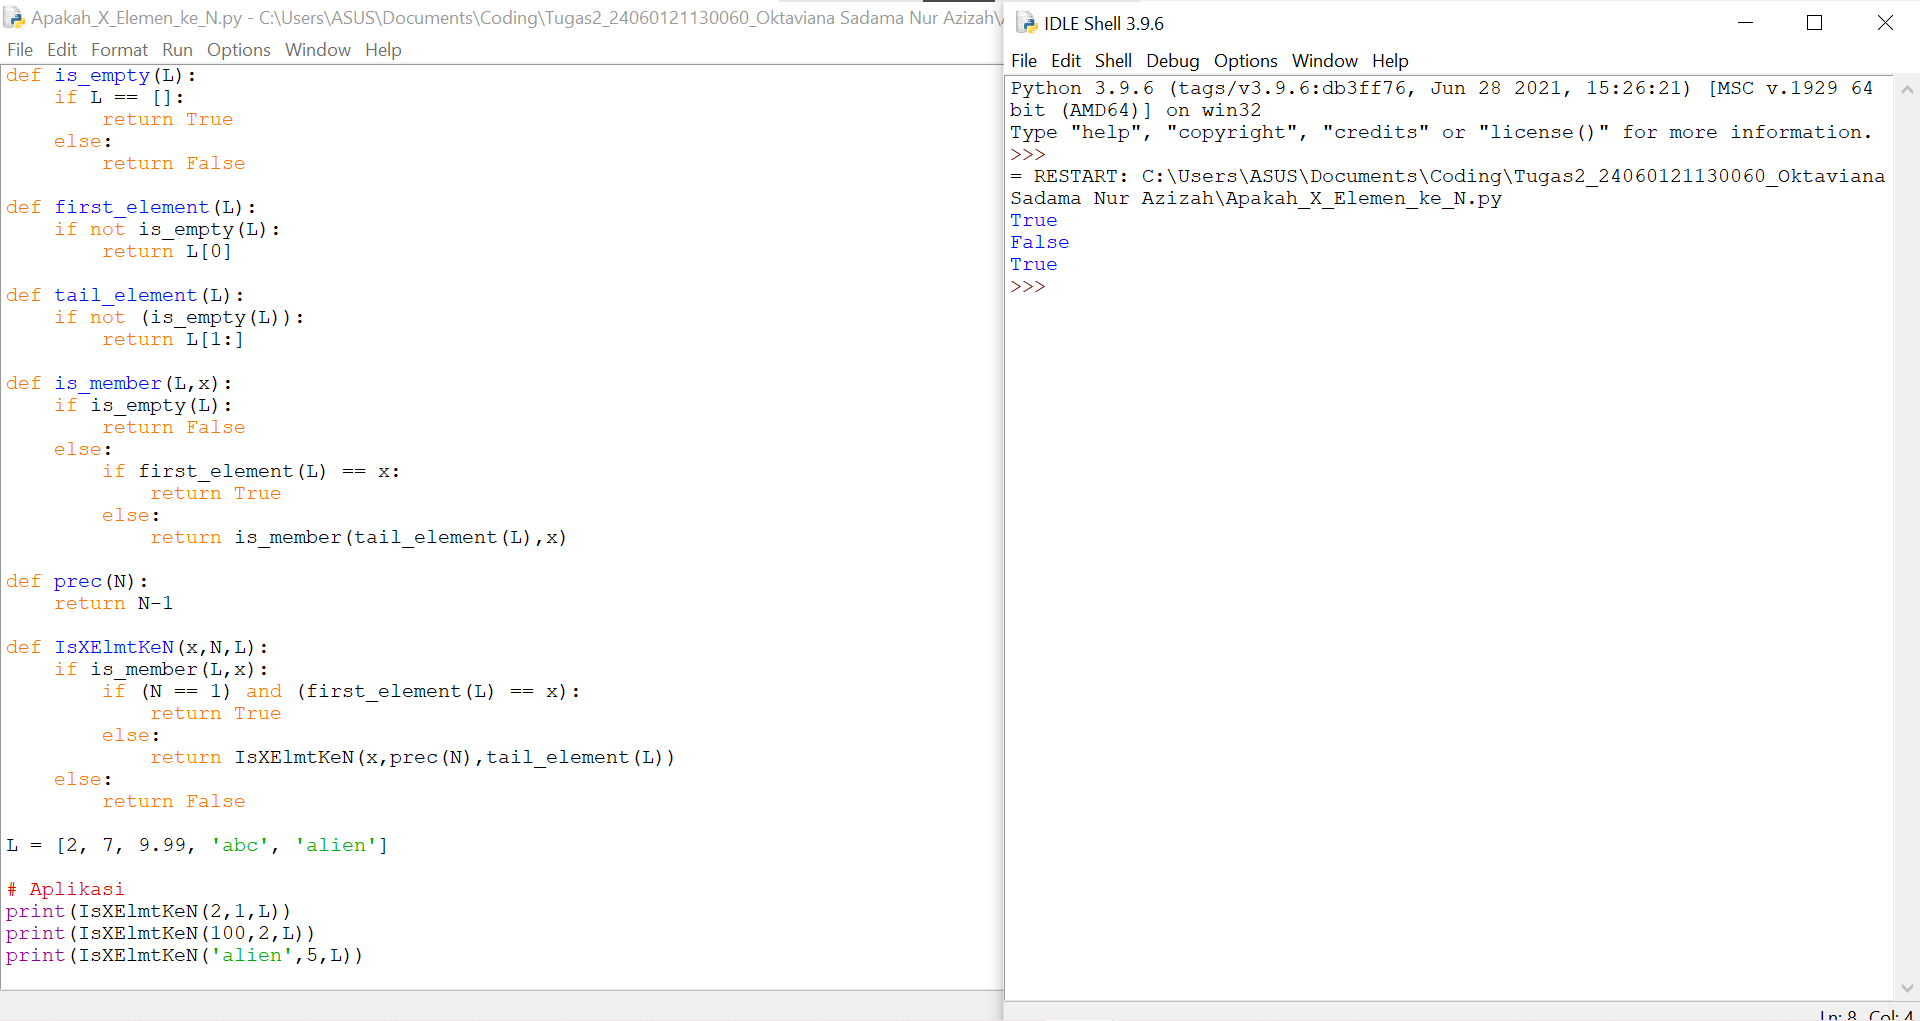 Apakah_X_Elemen_ke_N.py - C:\Users\ASUS\Documents\Coding\Tugas2_24060121130060_Oktaviana Sadama Nur Azizah\
File Edit Format Run Options Window Help
def is_empty(L):
    if L == []:
        return True
    else:
        return False

def first_element(L):
    if not is_empty(L):
        return L[0]

def tail_element(L):
    if not (is_empty(L)):
        return L[1:]

def is_member(L,x):
    if is_empty(L):
        return False
    else:
        if first_element(L) == x:
            return True
        else:
            return is_member(tail_element(L),x)

def prec(N):
    return N-1

def IsXElmtKeN(x,N,L):
    if is_member(L,x):
        if (N == 1) and (first_element(L) == x):
            return True
        else:
            return IsXElmtKeN(x,prec(N),tail_element(L))
    else:
        return False

L = [2, 7, 9.99, 'abc', 'alien']

# Aplikasi
print(IsXElmtKeN(2,1,L))
print(IsXElmtKeN(100,2,L))
print(IsXElmtKeN('alien',5,L))
IDLE Shell 3.9.6
File Edit Shell Debug Options Window Help
Python 3.9.6 (tags/v3.9.6:db3ff76, Jun 28 2021, 15:26:21) [MSC v.1929 64
bit (AMD64)] on win32
Type "help", "copyright", "credits" or "license()" for more information.
>>>
= RESTART: C:\Users\ASUS\Documents\Coding\Tugas2_24060121130060_Oktaviana
Sadama Nur Azizah\Apakah_X_Elemen_ke_N.py
True
False
True
>>>
Ln: 8 Col: 4